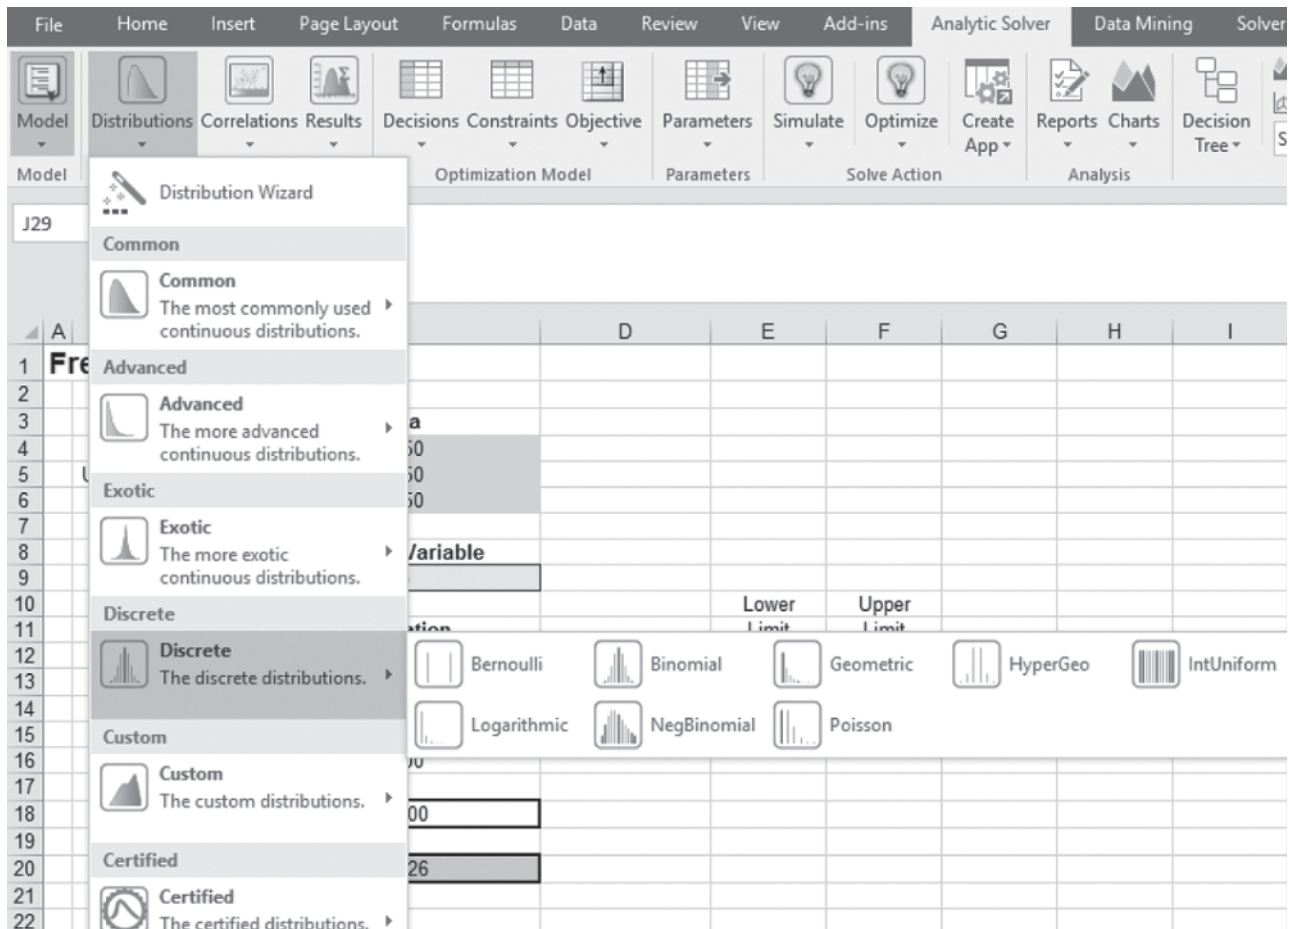 File Home Insert Page Layout Formulas Data Review View Add-ins Analytic Solver Data Mining Solver
Model Distributions Correlations Results Decisions Constraints Objective Parameters Simulate Optimize Create App Reports Charts Decision Tree
Model Optimization Model Parameters Solve Action Analysis
J29
Distribution Wizard
Common
Common
The most commonly used
continuous distributions.
Advanced
Advanced
The more advanced
continuous distributions.
Exotic
Exotic
The more exotic
continuous distributions.
Discrete
Discrete
The discrete distributions.
Bernoulli Binomial Geometric HyperGeo IntUniform
Logarithmic NegBinomial Poisson
Custom
Custom
The custom distributions.
Certified
Certified
The certified distributions.
A D E F G H I
1 Fre
2
3 a
4 50
5 50
6 50
7
8 Variable
9
10 Lower Upper
11 Limit Limit
12
13
14
15
16 00
17
18 00
19
20 26
21
22